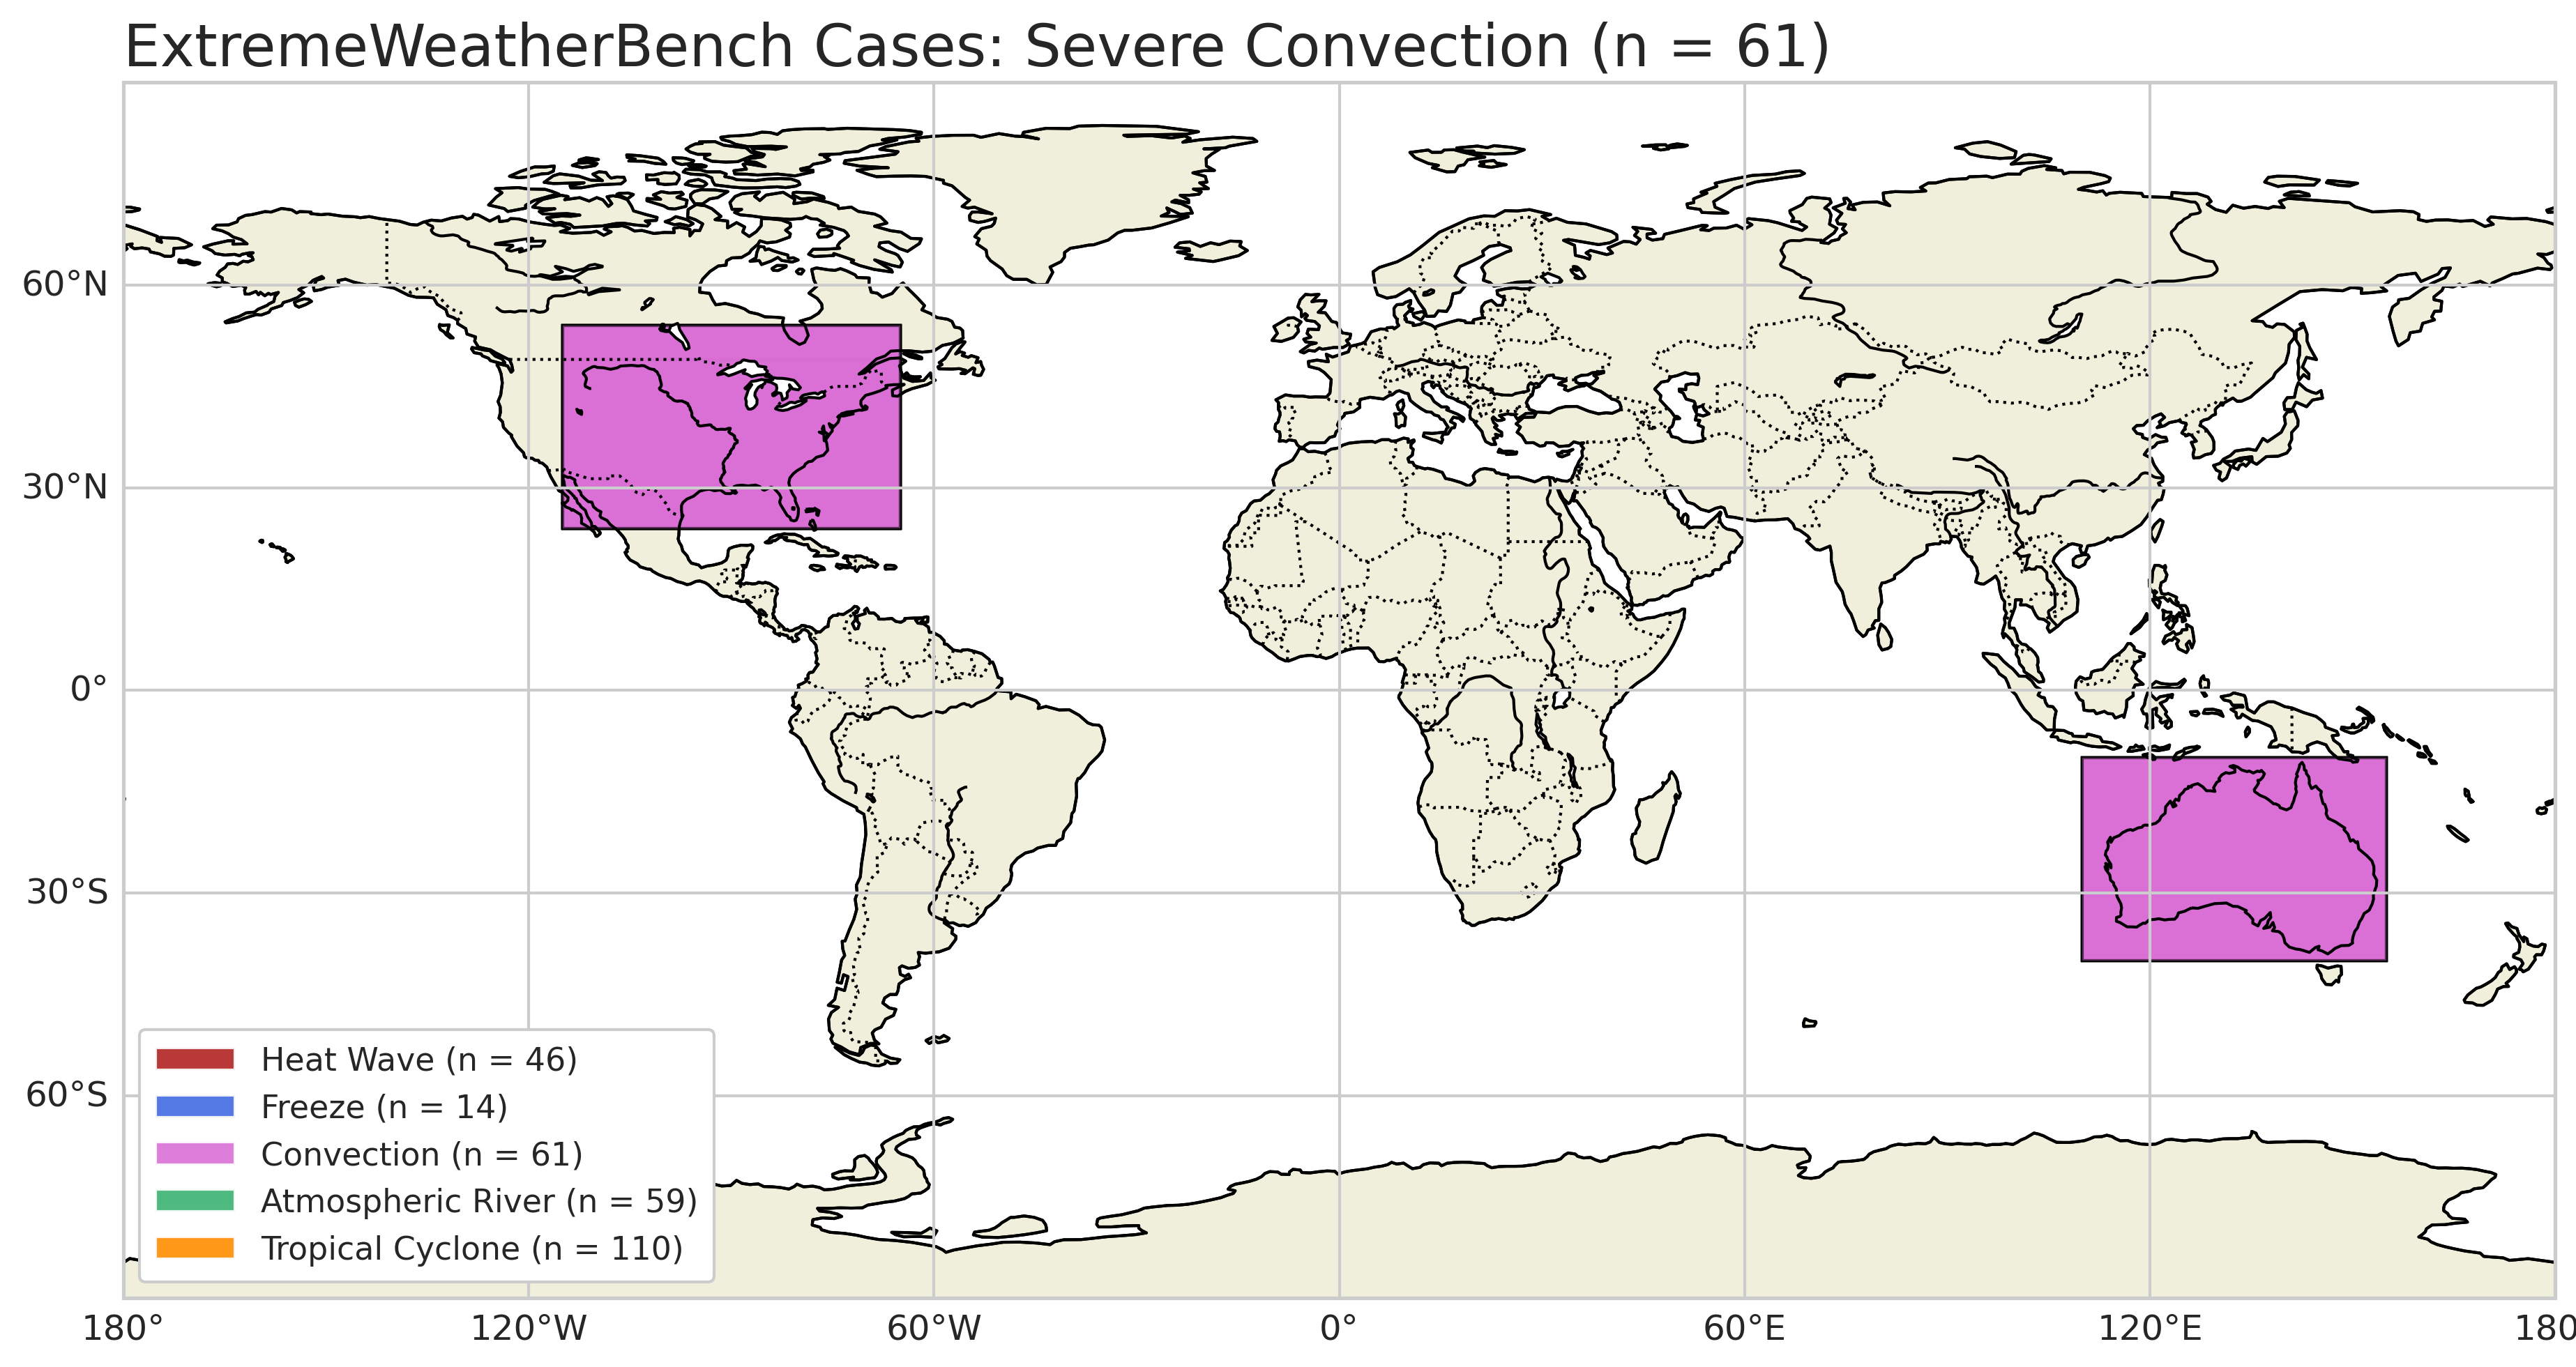 ExtremeWeatherBench Cases: Severe Convection (n = 61)
60°N
30°N
0°
30°S
60°S
Heat Wave (n = 46)
Freeze (n = 14)
Convection (n = 61)
Atmospheric River (n = 59)
Tropical Cyclone (n = 110)
180° 120°W 60°W 0° 60°E 120°E 180